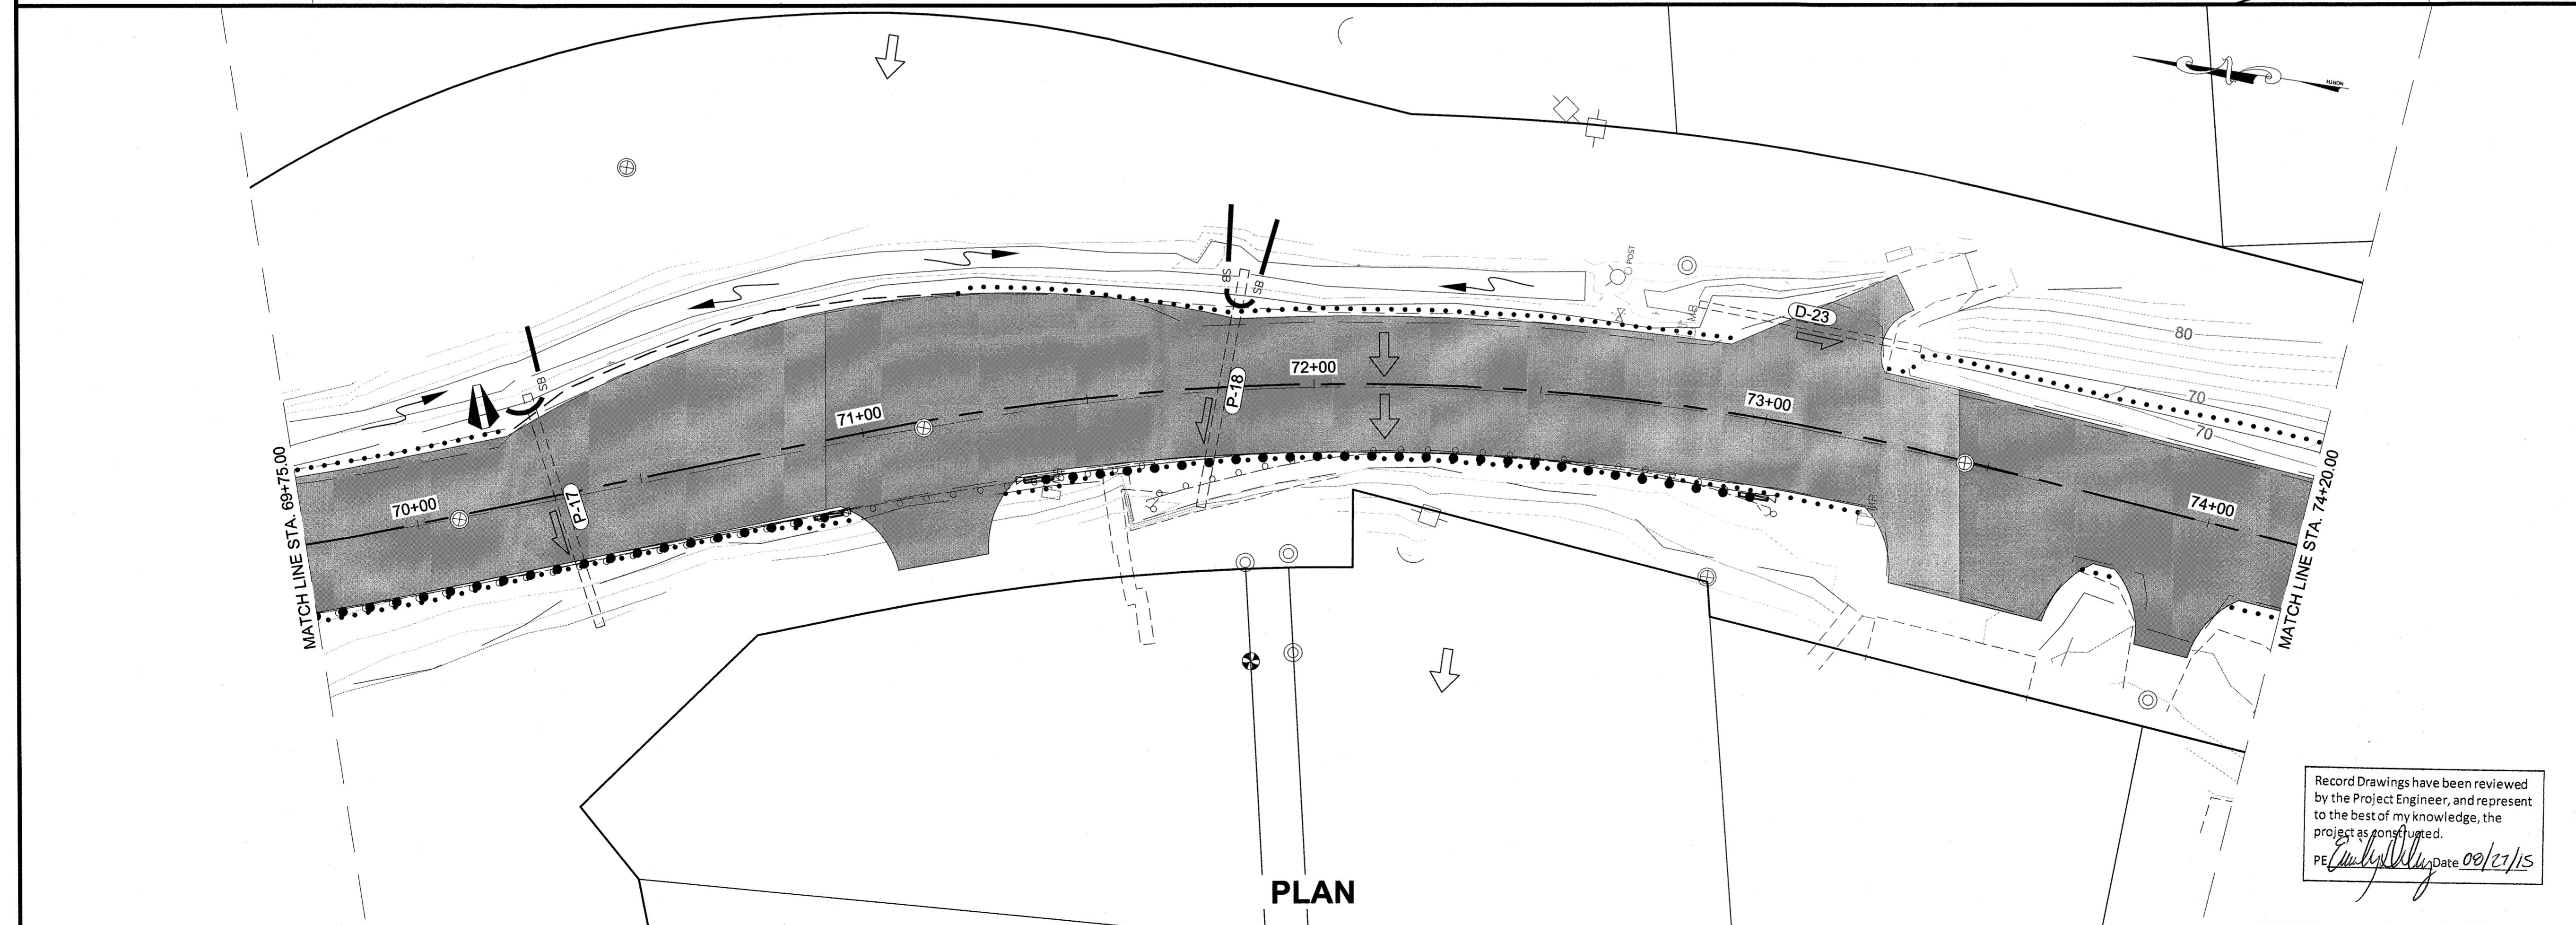 NORTH
POST
SB
SB
MB
D-23
80
SB
72+00
P-18
73+00
70
71+00
70
MATCH LINE STA. 69+75.00
70+00
P-17
MB
74+00
MATCH LINE STA. 74+20.00
Record Drawings have been reviewed
by the Project Engineer, and represent
to the best of my knowledge, the
project as constructed.
PE Date 08/27/15
PLAN